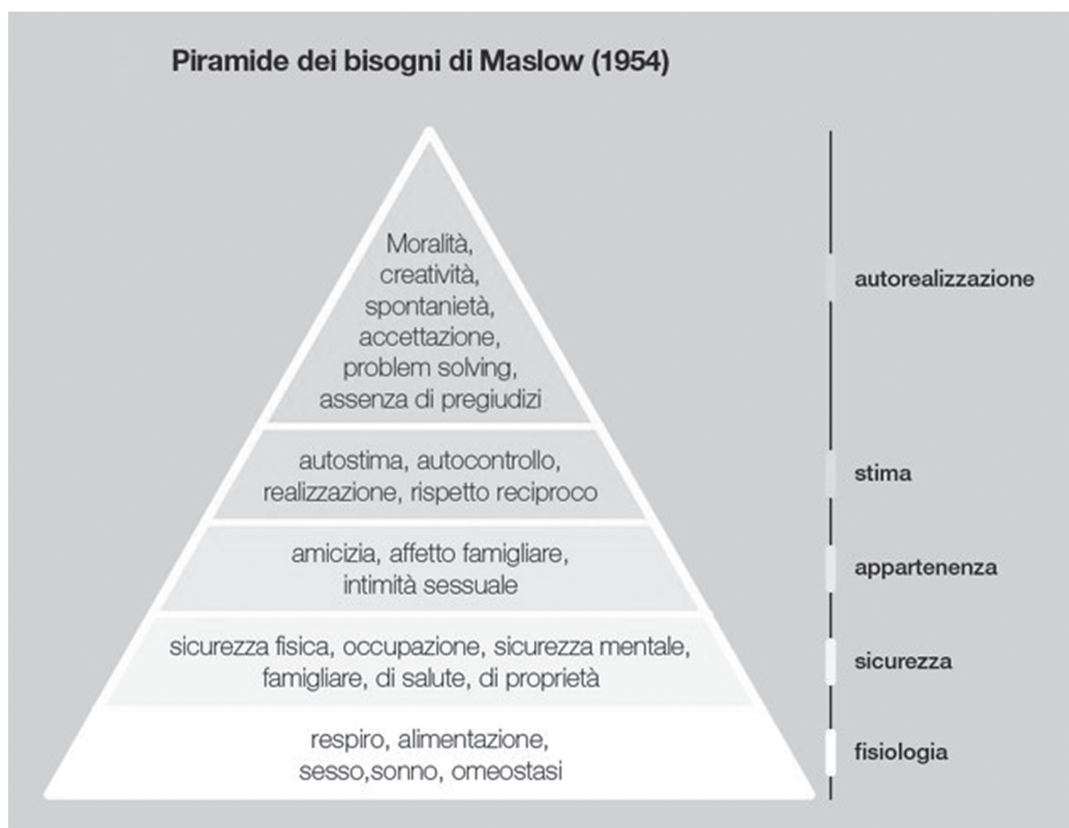 Piramide dei bisogni di Maslow (1954)
Moralità,
creatività,
spontanietà,
accettazione,
problem solving,
assenza di pregiudizi
autorealizzazione
autostima, autocontrollo,
realizzazione, rispetto reciproco
stima
amicizia, affetto famigliare,
intimità sessuale
appartenenza
sicurezza fisica, occupazione, sicurezza mentale,
famigliare, di salute, di proprietà
sicurezza
respiro, alimentazione,
sesso,sonno, omeostasi
fisiologia